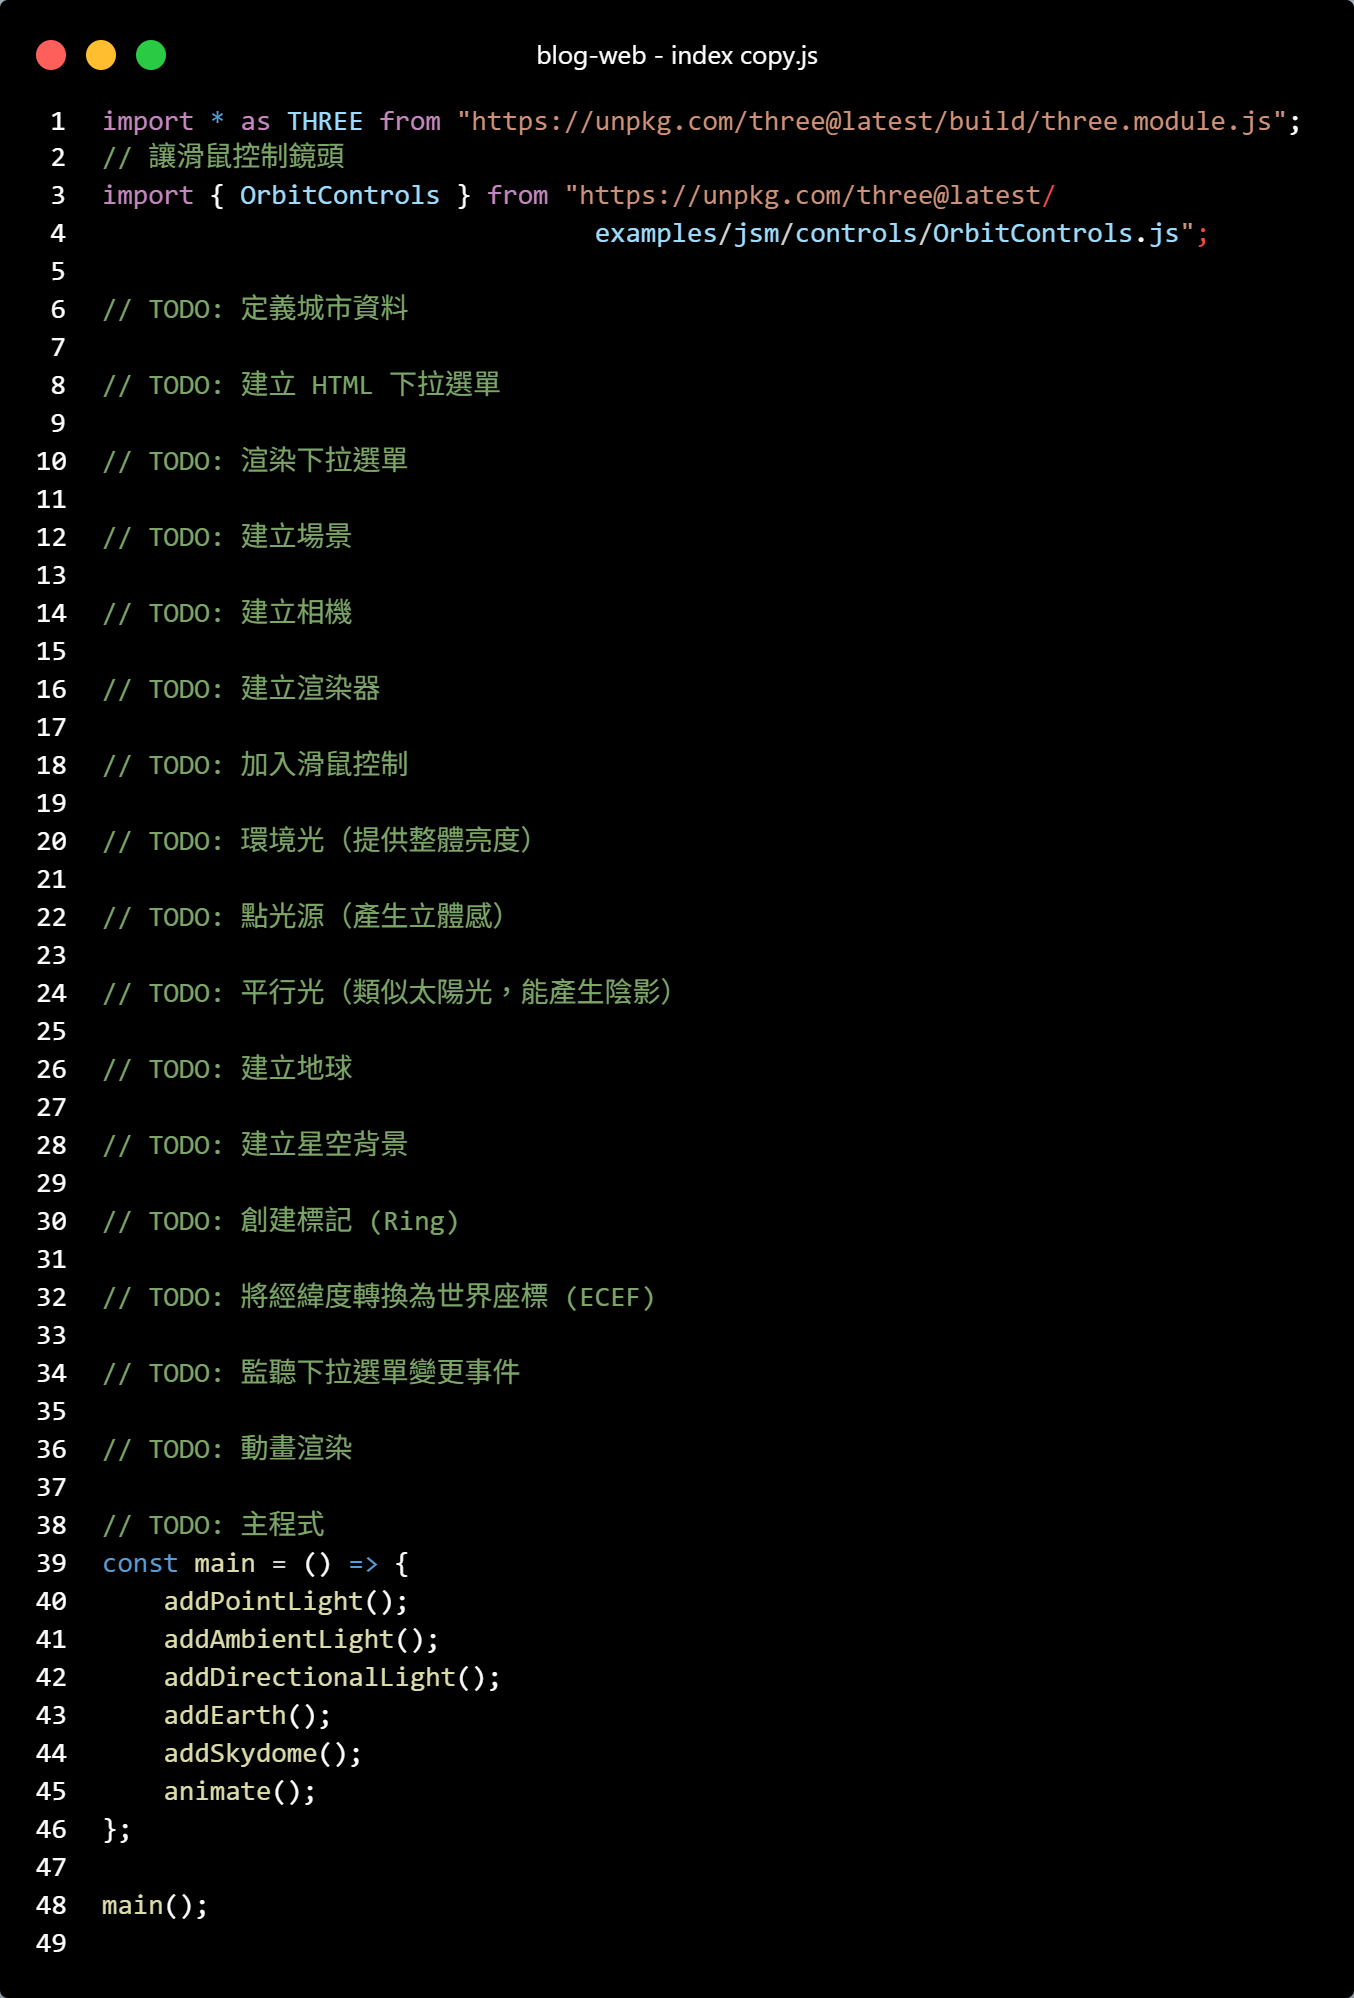 blog-web - index copy.js
1 import * as THREE from "https://unpkg.com/three@latest/build/three.module.js";
2 // 讓滑鼠控制鏡頭
3 import { OrbitControls } from "https://unpkg.com/three@latest/
4 examples/jsm/controls/OrbitControls.js";
5
6 // TODO: 定義城市資料
7
8 // TODO: 建立 HTML 下拉選單
9
10 // TODO: 渲染下拉選單
11
12 // TODO: 建立場景
13
14 // TODO: 建立相機
15
16 // TODO: 建立渲染器
17
18 // TODO: 加入滑鼠控制
19
20 // TODO: 環境光（提供整體亮度）
21
22 // TODO: 點光源（產生立體感）
23
24 // TODO: 平行光（類似太陽光，能產生陰影）
25
26 // TODO: 建立地球
27
28 // TODO: 建立星空背景
29
30 // TODO: 創建標記 (Ring)
31
32 // TODO: 將經緯度轉換為世界座標 (ECEF)
33
34 // TODO: 監聽下拉選單變更事件
35
36 // TODO: 動畫渲染
37
38 // TODO: 主程式
39 const main = () => {
40 addPointLight();
41 addAmbientLight();
42 addDirectionalLight();
43 addEarth();
44 addSkydome();
45 animate();
46 };
47
48 main();
49